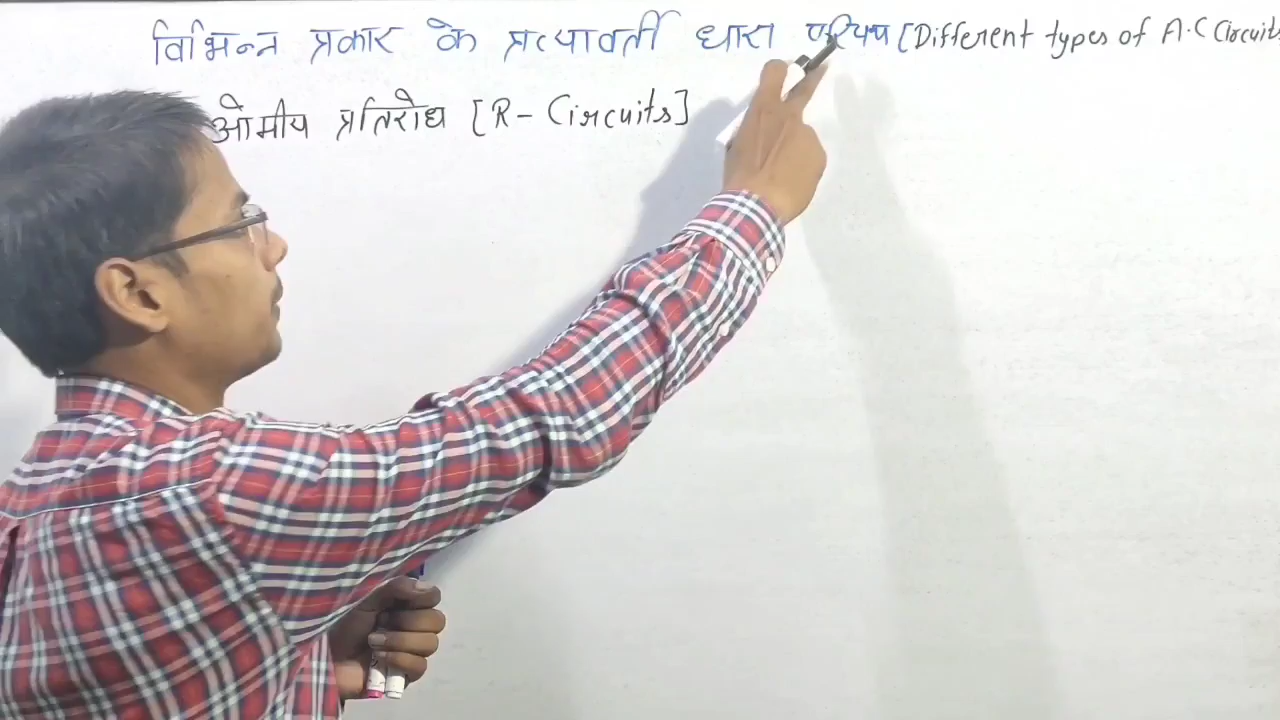 विभिन्न प्रकार के प्रत्यावर्ती धारा परिपथ [Different types of A.C Circuits
ओमीय प्रतिरोध [R- Circuits]